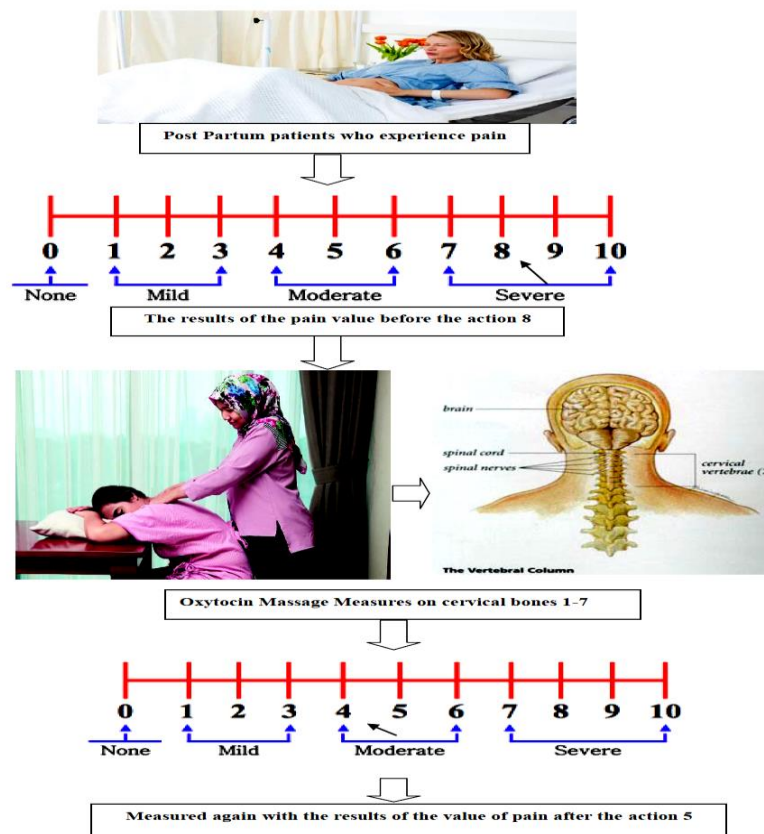 Post Partum patients who experience pain
0 1 2 3 4 5 6 7 8 9 10
None Mild Moderate Severe
The results of the pain value before the action 8
brain
spinal cord
spinal nerves
cervical
vertebrae (
The Vertebral Column
Oxytocin Massage Measures on cervical bones 1-7
0 1 2 3 4 5 6 7 8 9 10
None Mild Moderate Severe
Measured again with the results of the value of pain after the action 5